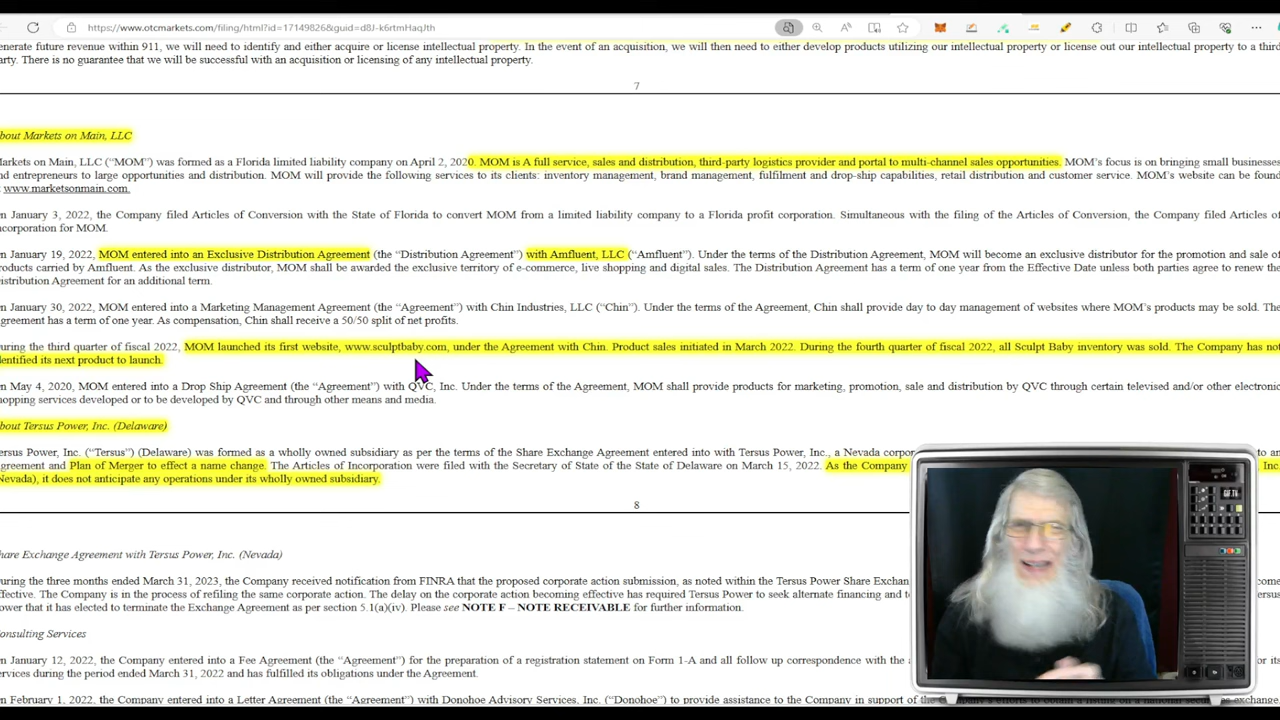 https://www.otcmarkets.com/filing/html?id=17149826&guid=d8J-k6rtmHaqJth
enerate future revenue within 911, we will need to identify and either acquire or license intellectual property. In the event of an acquisition, we will then need to either develop products utilizing our intellectual property or license out our intellectual property to a third
arty. There is no guarantee that we will be successful with an acquisition or licensing of any intellectual property.
7
bout Markets on Main, LLC
arkets on Main, LLC (“MOM”) was formed as a Florida limited liability company on April 2, 2020. MOM is A full service, sales and distribution, third-party logistics provider and portal to multi-channel sales opportunities. MOM’s focus is on bringing small businesses
nd entrepreneurs to large opportunities and distribution. MOM will provide the following services to its clients: inventory management, brand management, fulfilment and drop-ship capabilities, retail distribution and customer service. MOM’s website can be found
t www.marketsonmain.com.
n January 3, 2022, the Company filed Articles of Conversion with the State of Florida to convert MOM from a limited liability company to a Florida profit corporation. Simultaneous with the filing of the Articles of Conversion, the Company filed Articles of
ncorporation for MOM.
n January 19, 2022, MOM entered into an Exclusive Distribution Agreement (the “Distribution Agreement”) with Amfluent, LLC (“Amfluent”). Under the terms of the Distribution Agreement, MOM will become an exclusive distributor for the promotion and sale of
roducts carried by Amfluent. As the exclusive distributor, MOM shall be awarded the exclusive territory of e-commerce, live shopping and digital sales. The Distribution Agreement has a term of one year from the Effective Date unless both parties agree to renew the
istribution Agreement for an additional term.
n January 30, 2022, MOM entered into a Marketing Management Agreement (the “Agreement”) with Chin Industries, LLC (“Chin”). Under the terms of the Agreement, Chin shall provide day to day management of websites where MOM’s products may be sold. The
greement has a term of one year. As compensation, Chin shall receive a 50/50 split of net profits.
uring the third quarter of fiscal 2022, MOM launched its first website, www.sculptbaby.com, under the Agreement with Chin. Product sales initiated in March 2022. During the fourth quarter of fiscal 2022, all Sculpt Baby inventory was sold. The Company has not
dentified its next product to launch.
n May 4, 2020, MOM entered into a Drop Ship Agreement (the “Agreement”) with QVC, Inc. Under the terms of the Agreement, MOM shall provide products for marketing, promotion, sale and distribution by QVC through certain televised and/or other electronic
hopping services developed or to be developed by QVC and through other means and media.
bout Tersus Power, Inc. (Delaware)
ersus Power, Inc. (“Tersus”) (Delaware) was formed as a wholly owned subsidiary as per the terms of the Share Exchange Agreement entered into with Tersus Power, Inc., a Nevada corpor
greement and Plan of Merger to effect a name change. The Articles of Incorporation were filed with the Secretary of State of the State of Delaware on March 15, 2022. As the Company Inc.
Nevada), it does not anticipate any operations under its wholly owned subsidiary.
8
hare Exchange Agreement with Tersus Power, Inc. (Nevada)
uring the three months ended March 31, 2023, the Company received notification from FINRA that the proposed corporate action submission, as noted within the Tersus Power Share Exchan
ffective. The Company is in the process of refiling the same corporate action. The delay on the corporate action becoming effective has required Tersus Power to seek alternate financing and
ower that it has elected to terminate the Exchange Agreement as per section 5.1(a)(iv). Please see NOTE F – NOTE RECEIVABLE for further information.
onsulting Services
n January 12, 2022, the Company entered into a Fee Agreement (the “Agreement”) for the preparation of a registration statement on Form 1-A and all follow up correspondence with the
ervices during the period ended March 31, 2022 and has fulfilled its obligations under the Agreement.
n February 1, 2022, the Company entered into a Letter Agreement (the “Agreement”) with Donohoe Advisory Services, Inc. (“Donohoe”) to provide assistance to the Company in support of the Company’s efforts to obtain a listing on a national securities exchange